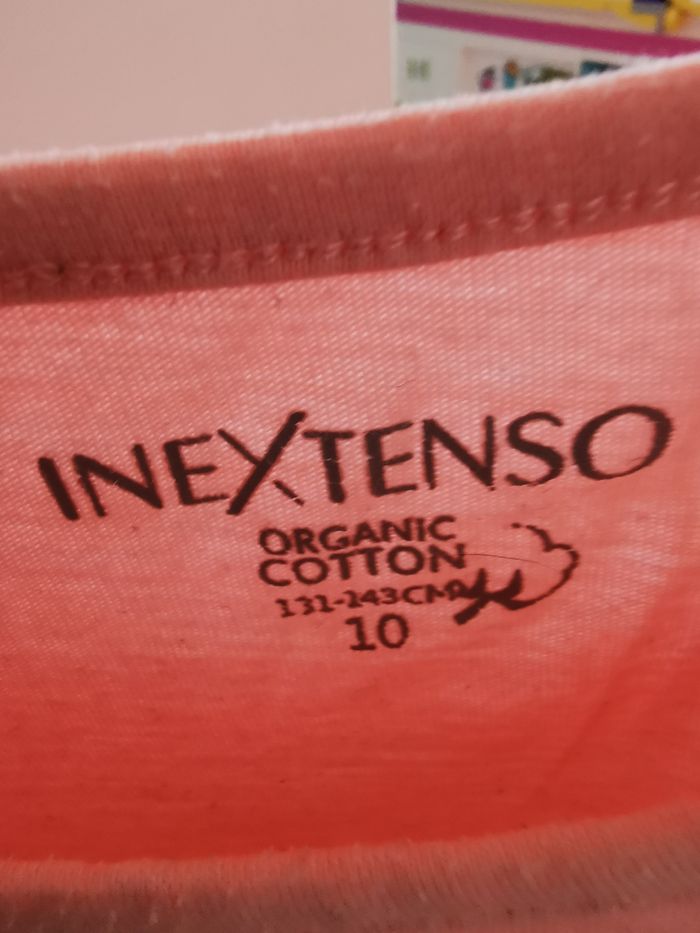 INEXTENSO
ORGANIC
COTTON
131-143CM
10